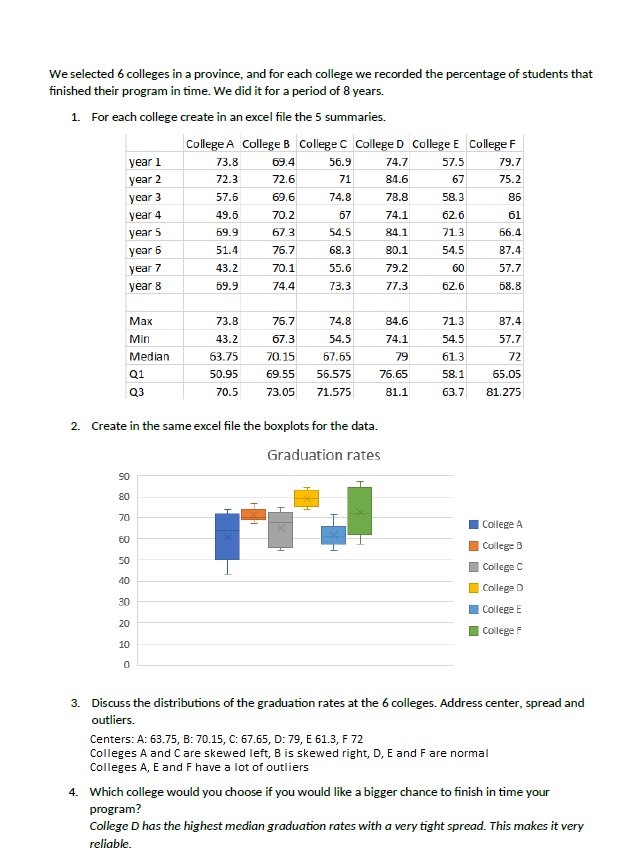 We selected 6 colleges in a province, and for each college we recorded the percentage of students that
finished their program in time. We did it for a period of 8 years.
1. For each college create in an excel file the 5 summaries.
College A College B College C College D College E College F
year 1 73.8 69.4 56.9 74.7 57.5 79.7
year 2 72.3 72.6 71 84.6 67 75.2
year 3 57.6 69.6 74.8 78.8 58.3 86
year 4 49.6 70.2 67 74.1 62.6 61
year 5 69.9 67.3 54.5 84.1 71.3 66.4
year 6 51.4 76.7 68.3 80.1 54.5 87.4
year 7 43.2 70.1 55.6 79.2 60 57.7
year 8 69.9 74.4 73.3 77.3 62.6 68.8
Max 73.8 76.7 74.8 84.6 71.3 87.4
Min 43.2 67.3 54.5 74.1 54.5 57.7
Median 63.75 70.15 67.65 79 61.3 72
Q1 50.95 69.55 56.575 76.65 58.1 65.05
Q3 70.5 73.05 71.575 81.1 63.7 81.275
2. Create in the same excel file the boxplots for the data.
Graduation rates
90
80
70
60
50
40
30
20
10
0
College A
College B
College C
College D
College E
College F
3. Discuss the distributions of the graduation rates at the 6 colleges. Address center, spread and
outliers.
Centers: A: 63.75, B: 70.15, C: 67.65, D: 79, E 61.3, F 72
Colleges A and C are skewed left, B is skewed right, D, E and F are normal
Colleges A, E and F have a lot of outliers
4. Which college would you choose if you would like a bigger chance to finish in time your
program?
College D has the highest median graduation rates with a very tight spread. This makes it very
reliable.